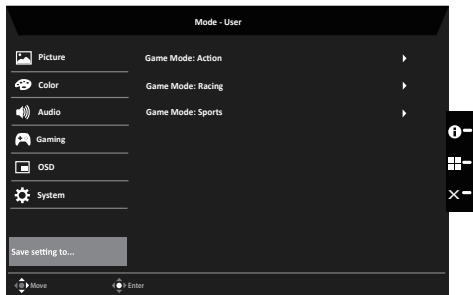 Mode - User
Picture
Color
Audio
Gaming
OSD
System
Save setting to...
Game Mode: Action
Game Mode: Racing
Game Mode: Sports
Move
Enter